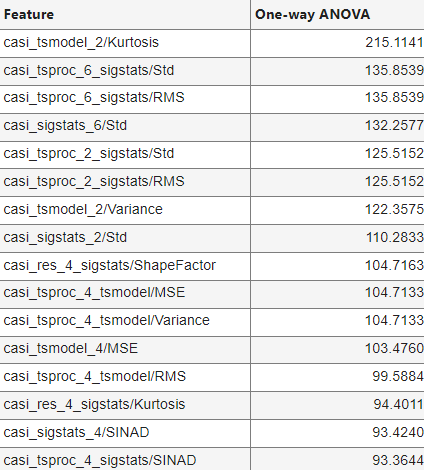 Feature One-way ANOVA
casi_tsmodel_2/Kurtosis 215.1141
casi_tsproc_6_sigstats/Std 135.8539
casi_tsproc_6_sigstats/RMS 135.8539
casi_sigstats_6/Std 132.2577
casi_tsproc_2_sigstats/Std 125.5152
casi_tsproc_2_sigstats/RMS 125.5152
casi_tsmodel_2/Variance 122.3575
casi_sigstats_2/Std 110.2833
casi_res_4_sigstats/ShapeFactor 104.7163
casi_tsproc_4_tsmodel/MSE 104.7133
casi_tsproc_4_tsmodel/Variance 104.7133
casi_tsmodel_4/MSE 103.4760
casi_tsproc_4_tsmodel/RMS 99.5884
casi_res_4_sigstats/Kurtosis 94.4011
casi_sigstats_4/SINAD 93.4240
casi_tsproc_4_sigstats/SINAD 93.3644